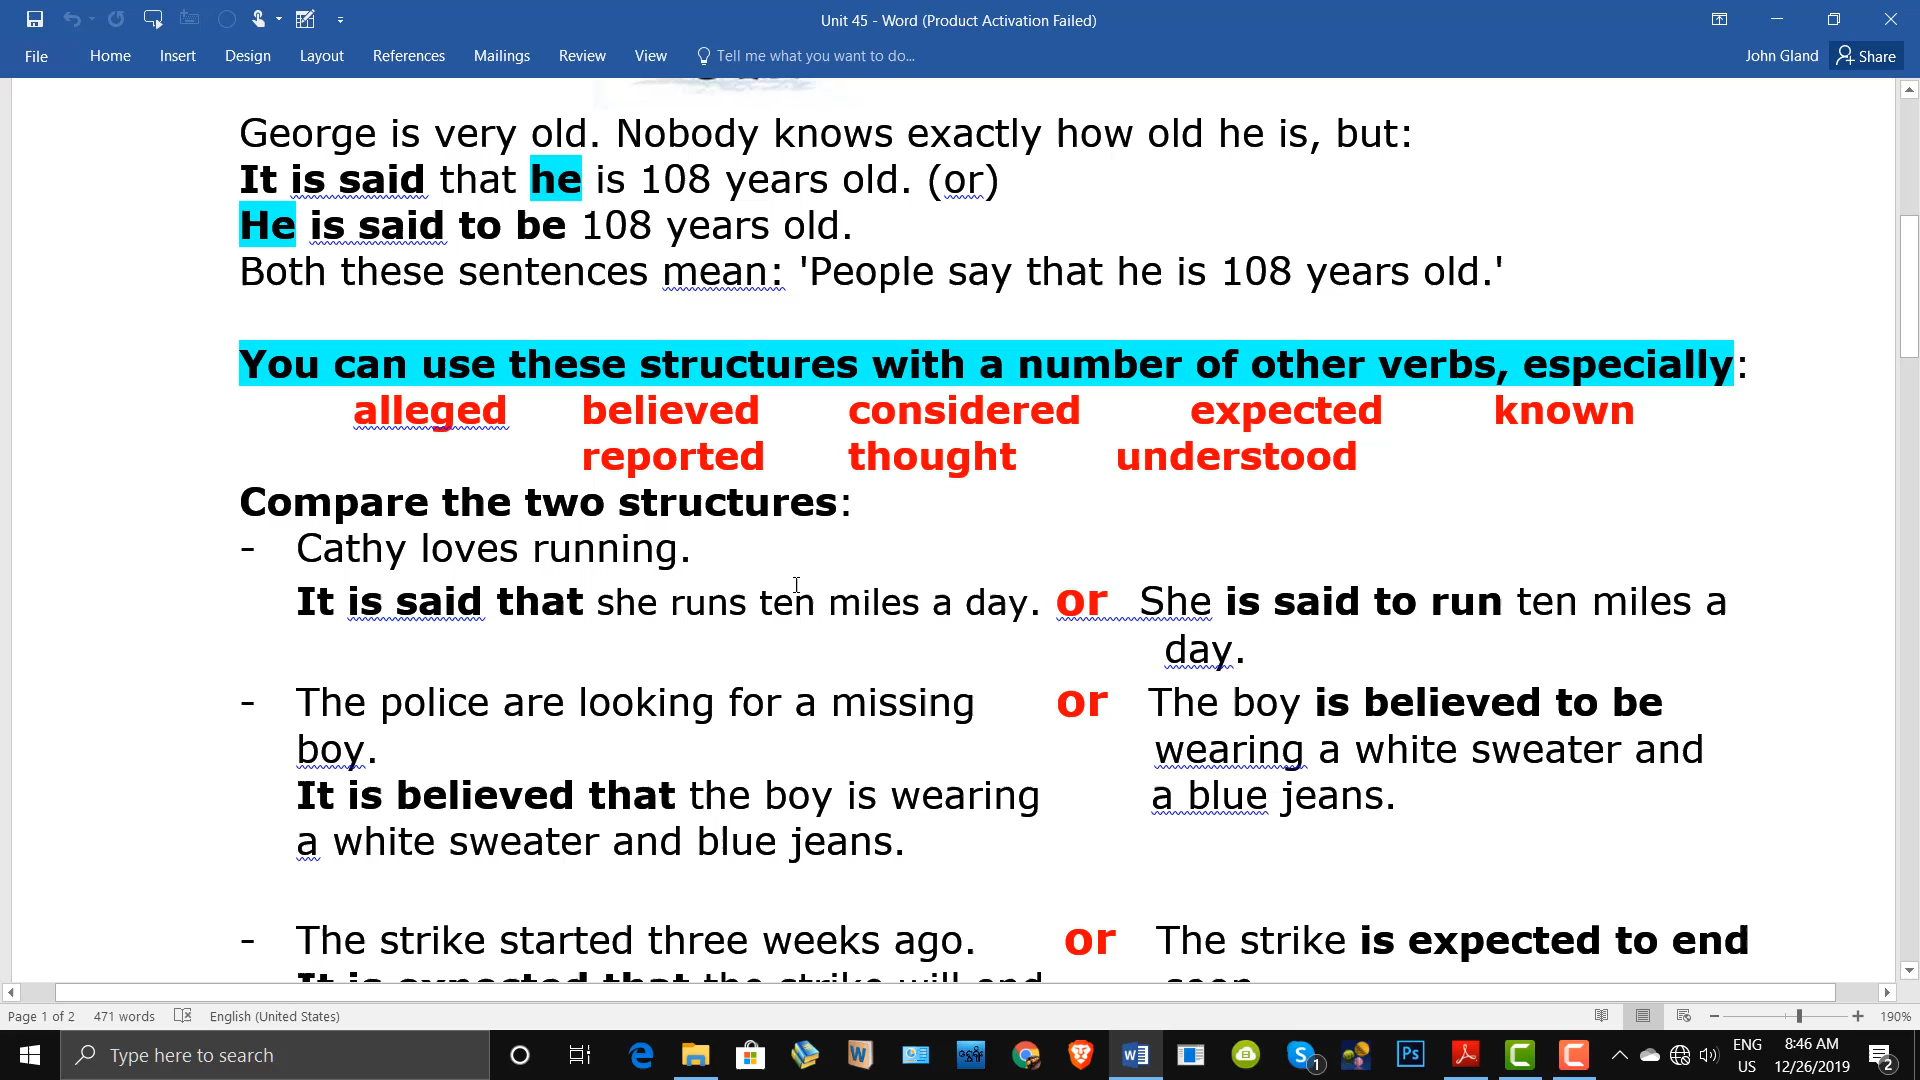 Unit 45 - Word (Product Activation Failed)
File Home Insert Design Layout References Mailings Review View Tell me what you want to do... John Gland Share
George is very old. Nobody knows exactly how old he is, but:
It is said that he is 108 years old. (or)
He is said to be 108 years old.
Both these sentences mean: 'People say that he is 108 years old.'
You can use these structures with a number of other verbs, especially:
alleged believed considered expected known
reported thought understood
Compare the two structures:
- Cathy loves running.
It is said that she runs ten miles a day. or She is said to run ten miles a
day.
- The police are looking for a missing or The boy is believed to be
boy. wearing a white sweater and
It is believed that the boy is wearing a blue jeans.
a white sweater and blue jeans.
- The strike started three weeks ago. or The strike is expected to end
It is expected that the strike will end soon
Page 1 of 2 471 words English (United States) 190%
Type here to search
ENG 8:46 AM
US 12/26/2019